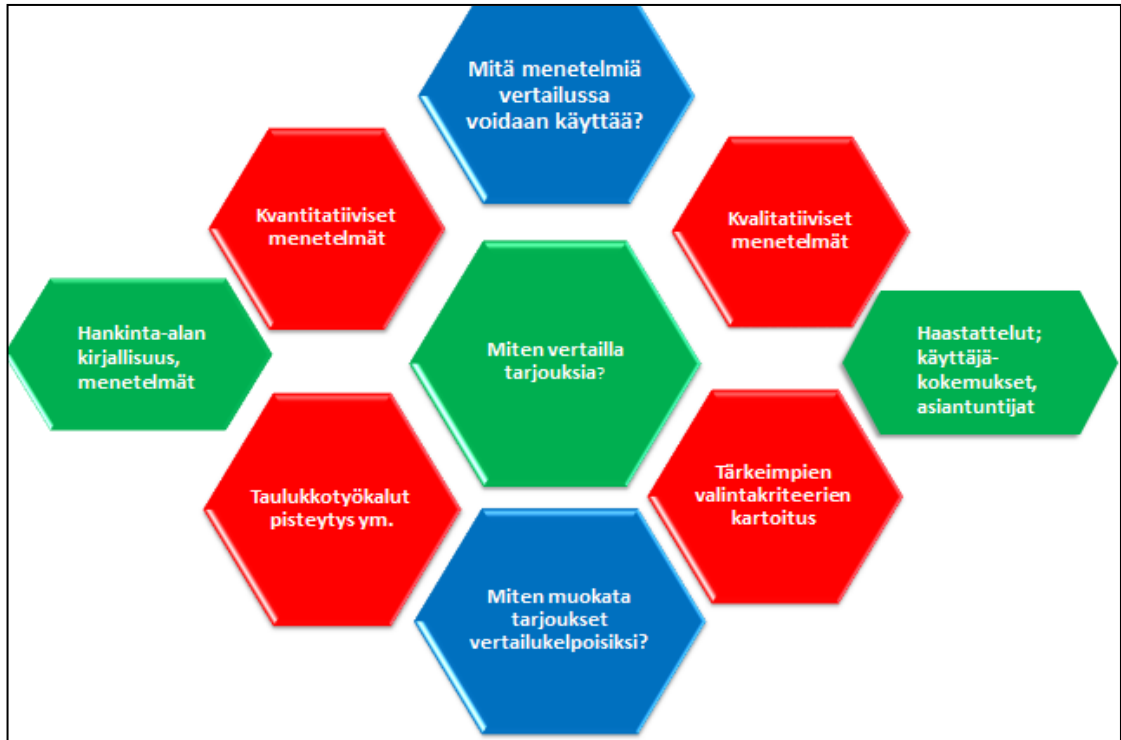 Mitä menetelmiä
vertailussa
voidaan käyttää?
Kvantitatiiviset
menetelmät
Kvalitatiiviset
menetelmät
Hankinta-alan
kirjallisuus,
menetelmät
Miten vertailla
tarjouksia?
Haastattelut;
käyttäjä-
kokemukset,
asiantuntijat
Taulukkotyökalut
pisteytys ym.
Tärkeimpien
valintakriteerien
kartoitus
Miten muokata
tarjoukset
vertailukelpoisiksi?